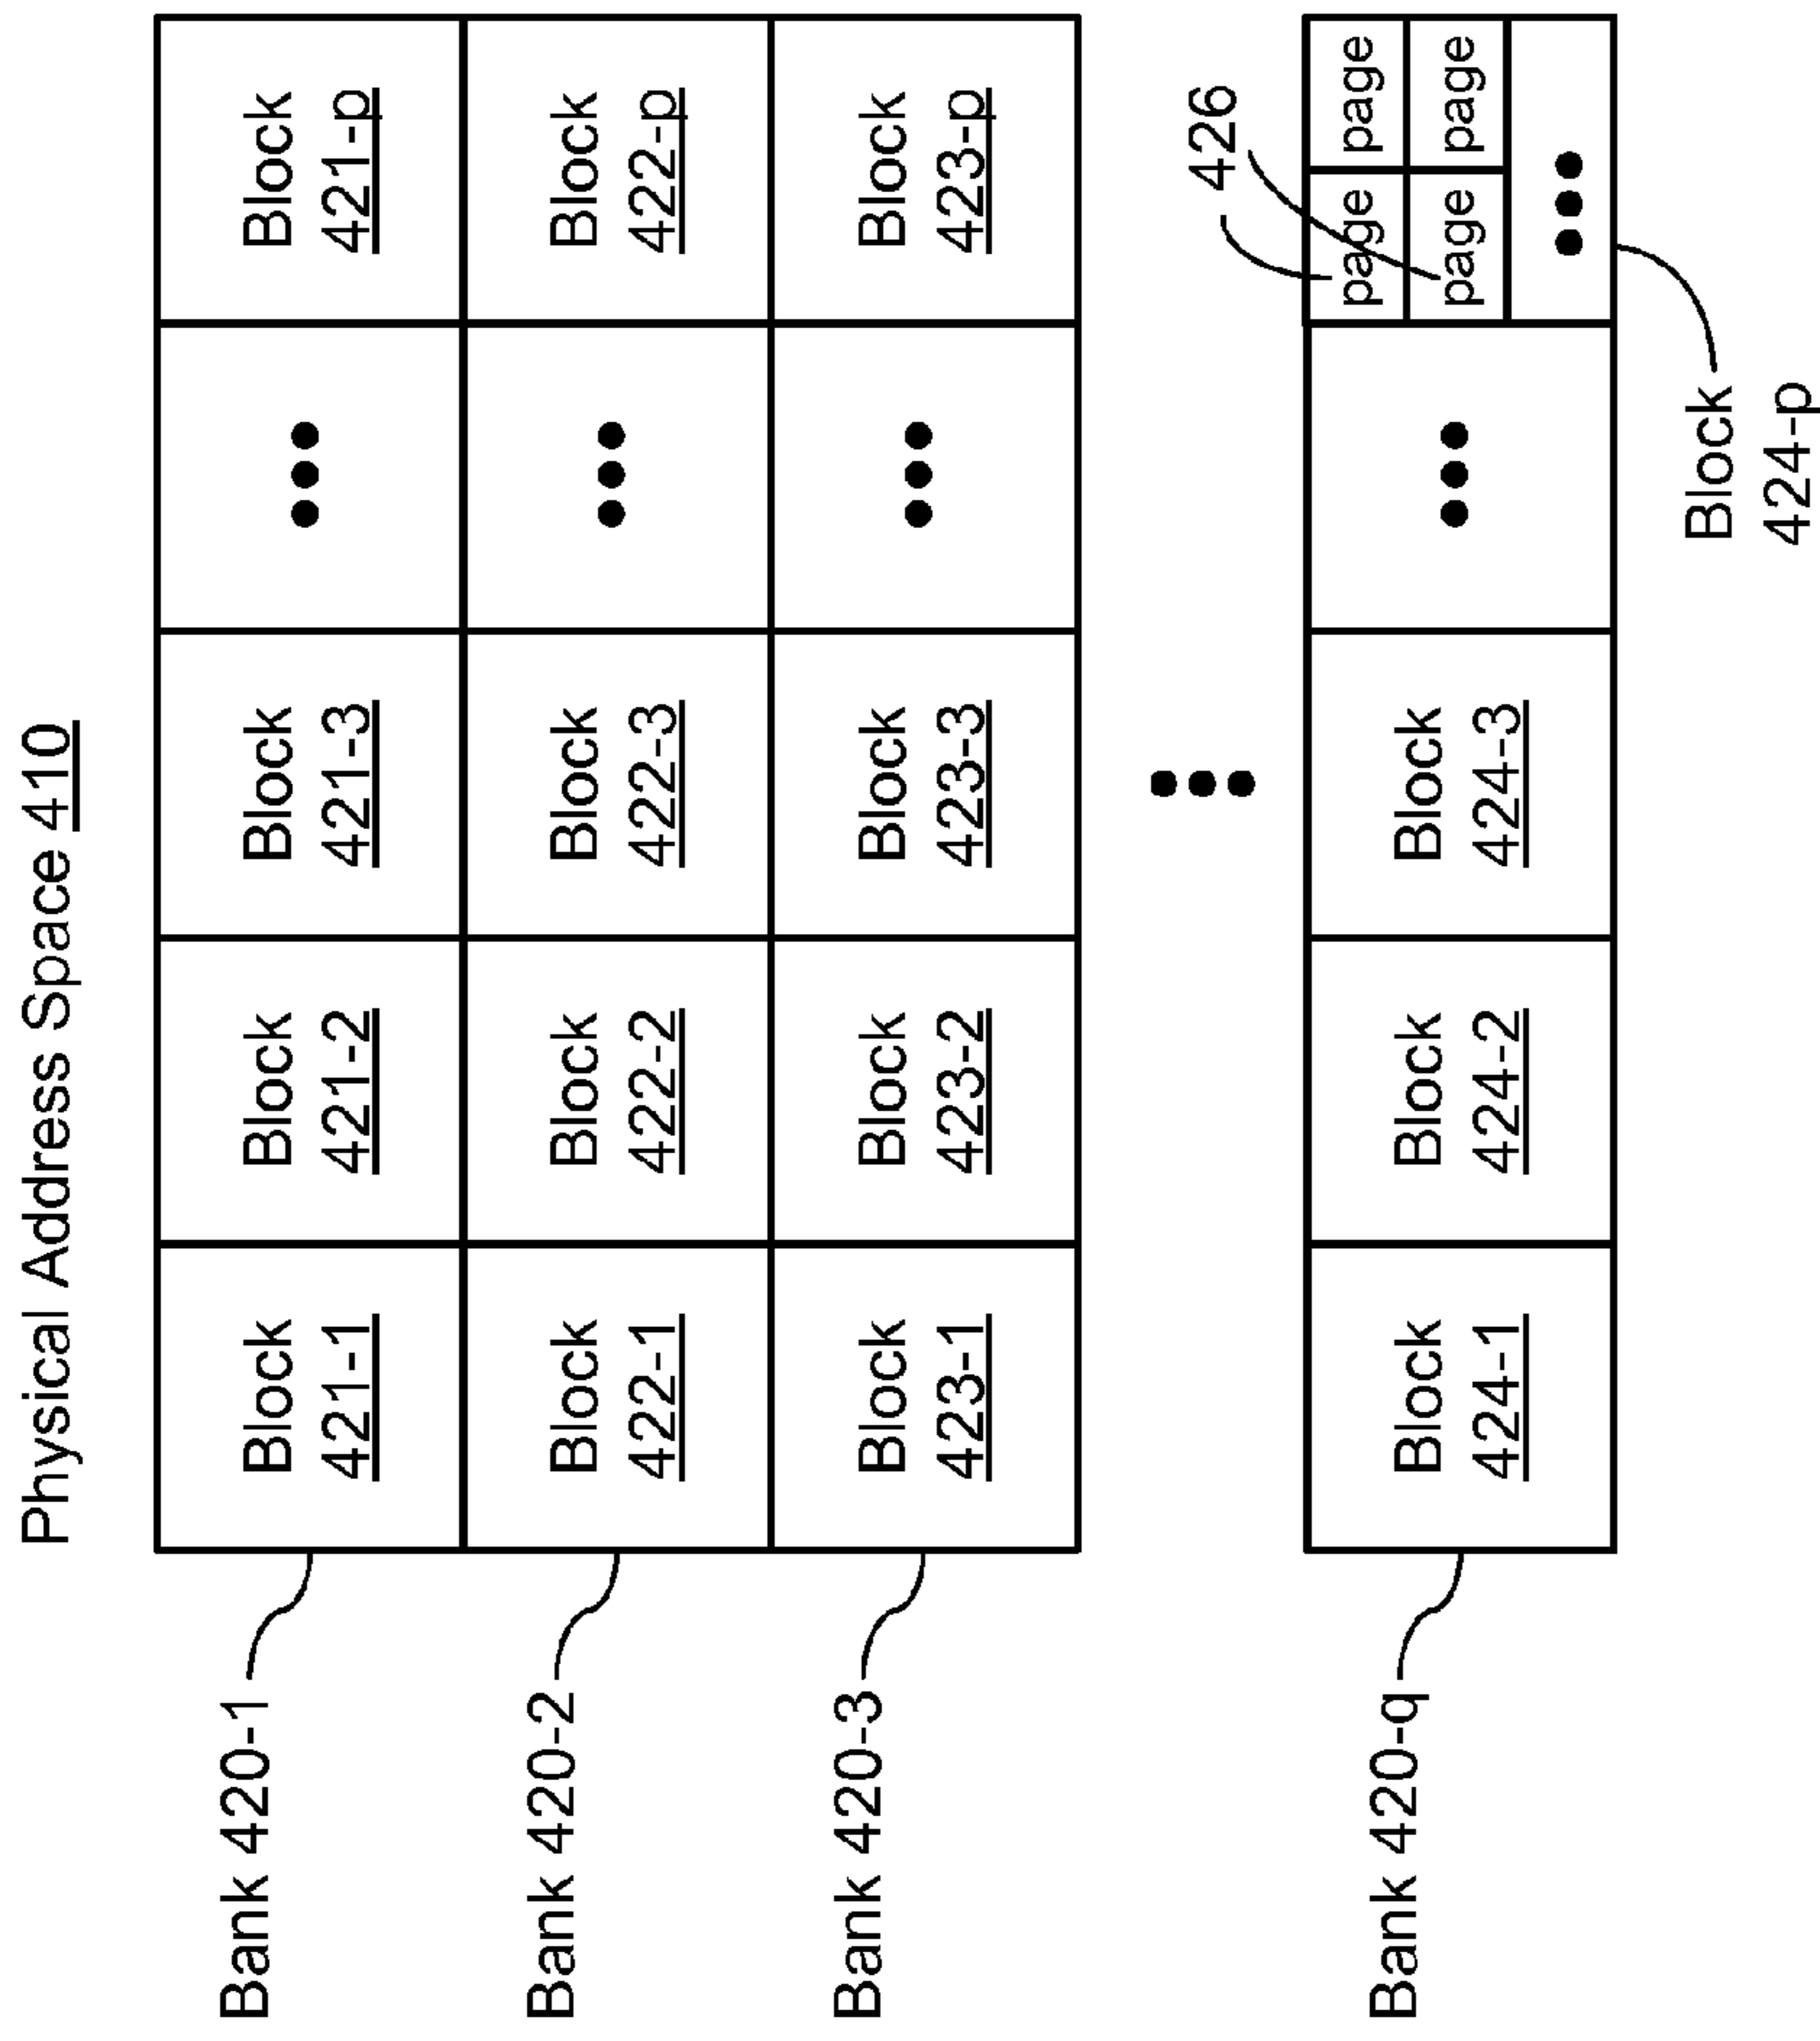 Physical Address Space 410
Bank 420-1
Block
421-1
Block
421-2
Block
421-3
Block
421-p
Bank 420-2
Block
422-1
Block
422-2
Block
422-3
Block
422-p
Bank 420-3
Block
423-1
Block
423-2
Block
423-3
Block
423-p
426
Bank 420-q
Block
424-1
Block
424-2
Block
424-3
page
page
page
page
Block
424-p